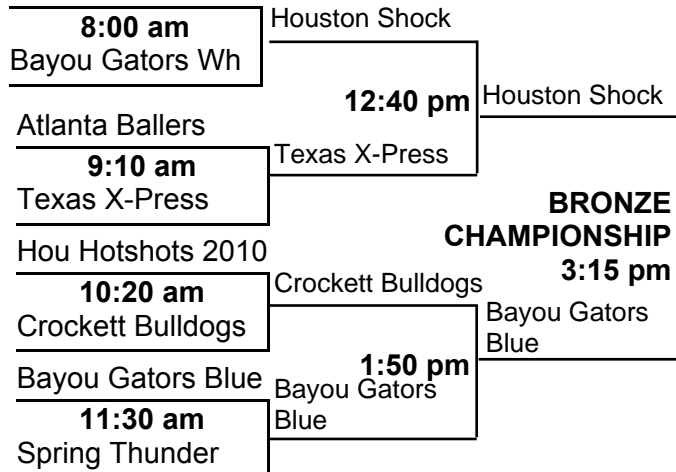 8:00 am
Bayou Gators Wh
Houston Shock
12:40 pm
Houston Shock
Atlanta Ballers
9:10 am
Texas X-Press
Texas X-Press
BRONZE
CHAMPIONSHIP
3:15 pm
Hou Hotshots 2010
10:20 am
Crockett Bulldogs
Crockett Bulldogs
1:50 pm
Bayou Gators
Blue
Bayou Gators Blue
11:30 am
Spring Thunder
Bayou Gators
Blue